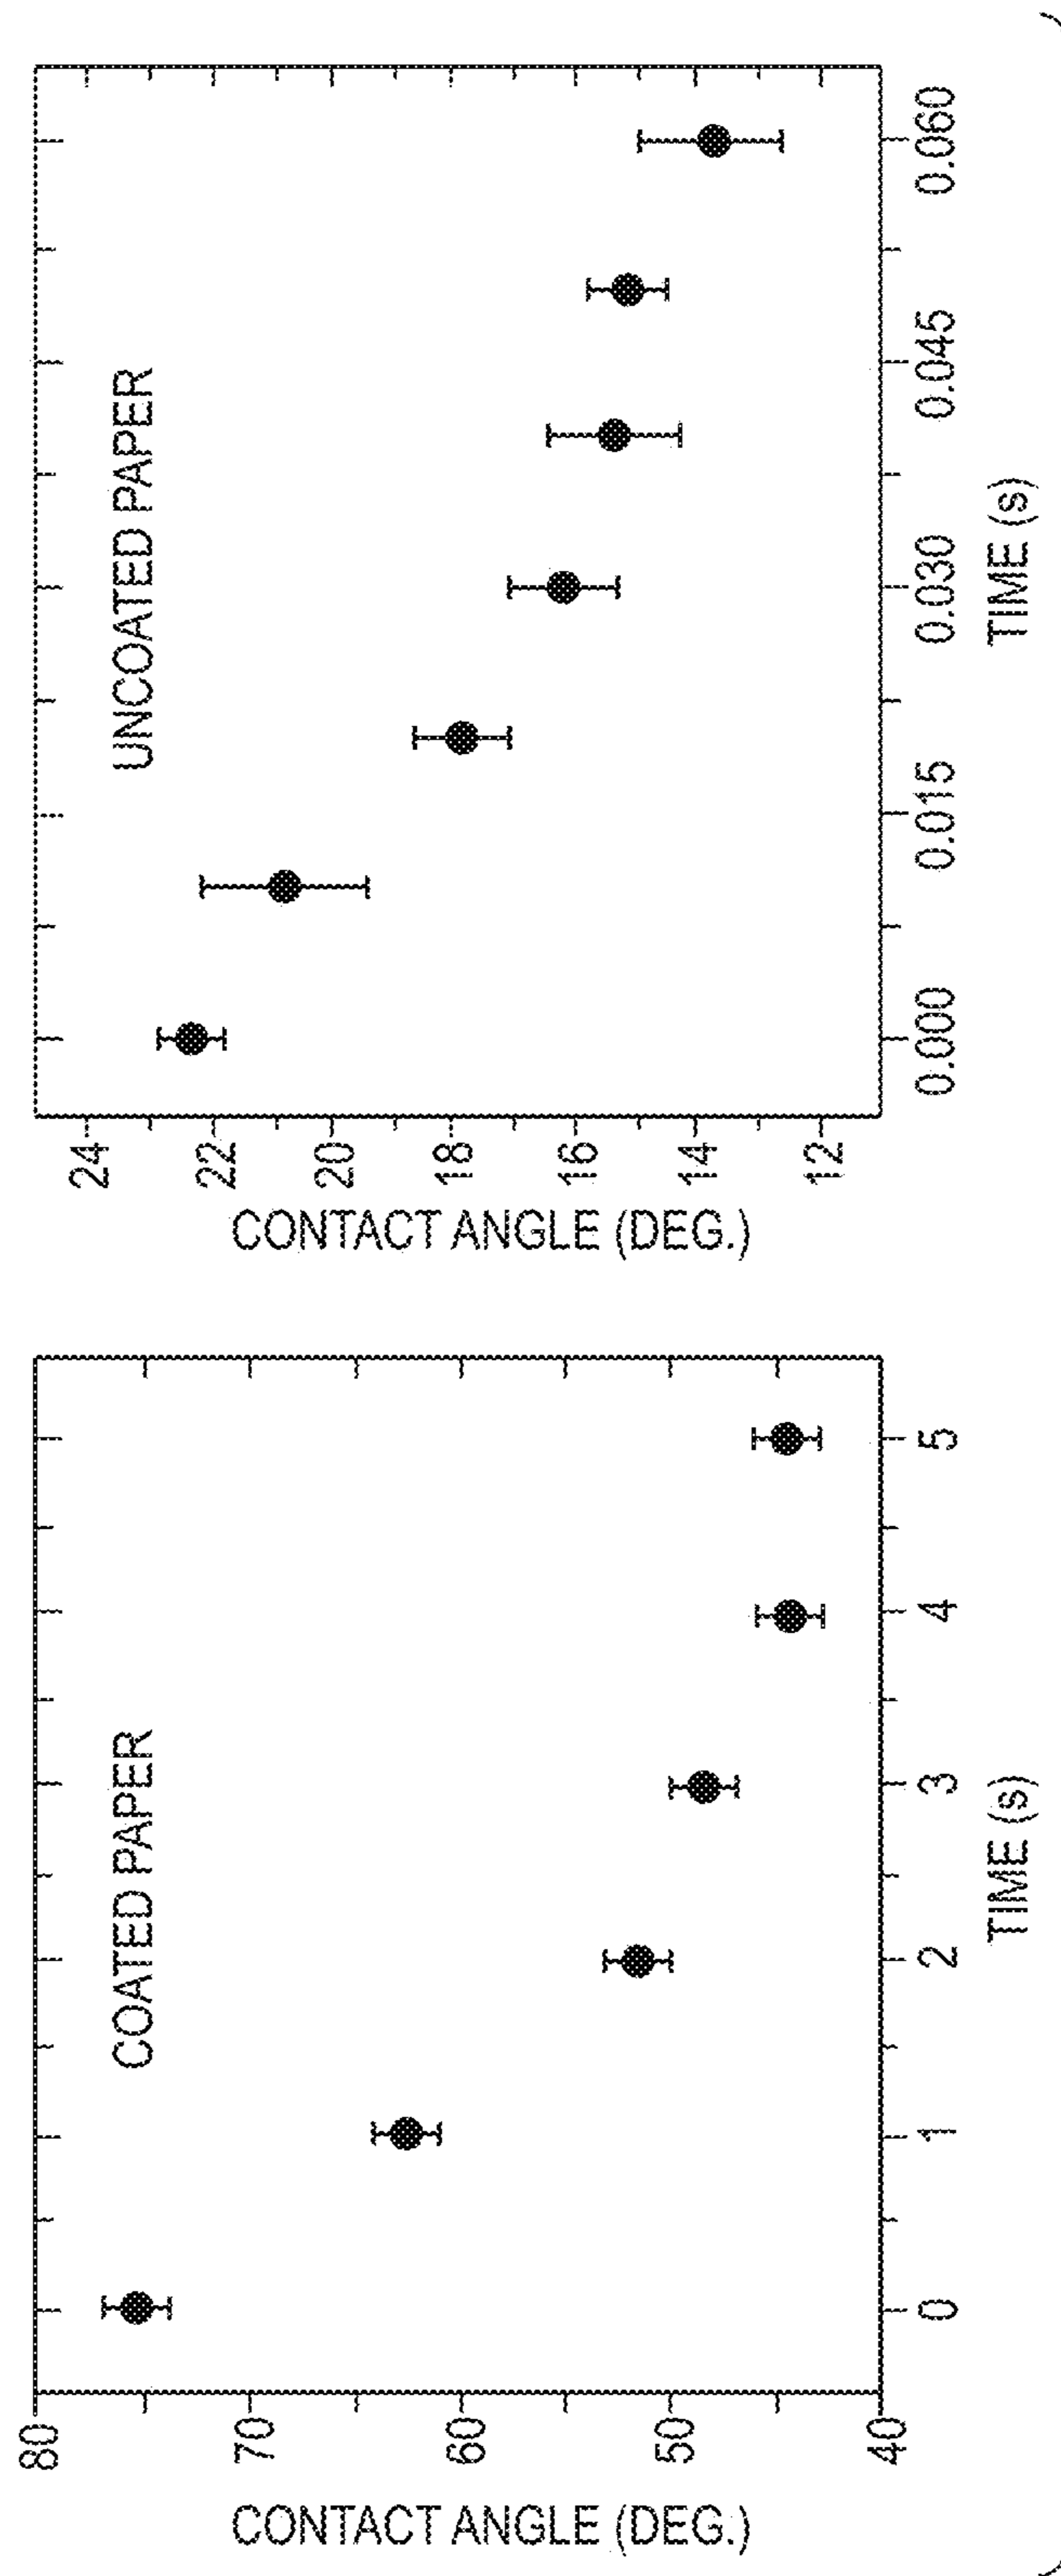 COATED PAPER
CONTACT ANGLE (DEG.)
80
70
60
50
40
0 1 2 3 4 5
TIME (s)
UNCOATED PAPER
CONTACT ANGLE (DEG.)
24
22
20
18
16
14
12
0.000 0.015 0.030 0.045 0.060
TIME (s)